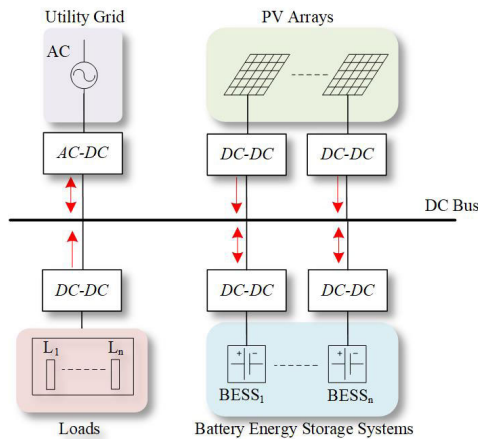 Utility Grid
PV Arrays
AC
AC-DC
DC-DC
DC-DC
DC Bus
DC-DC
DC-DC
DC-DC
L1
Ln
BESS1
BESSn
Loads
Battery Energy Storage Systems